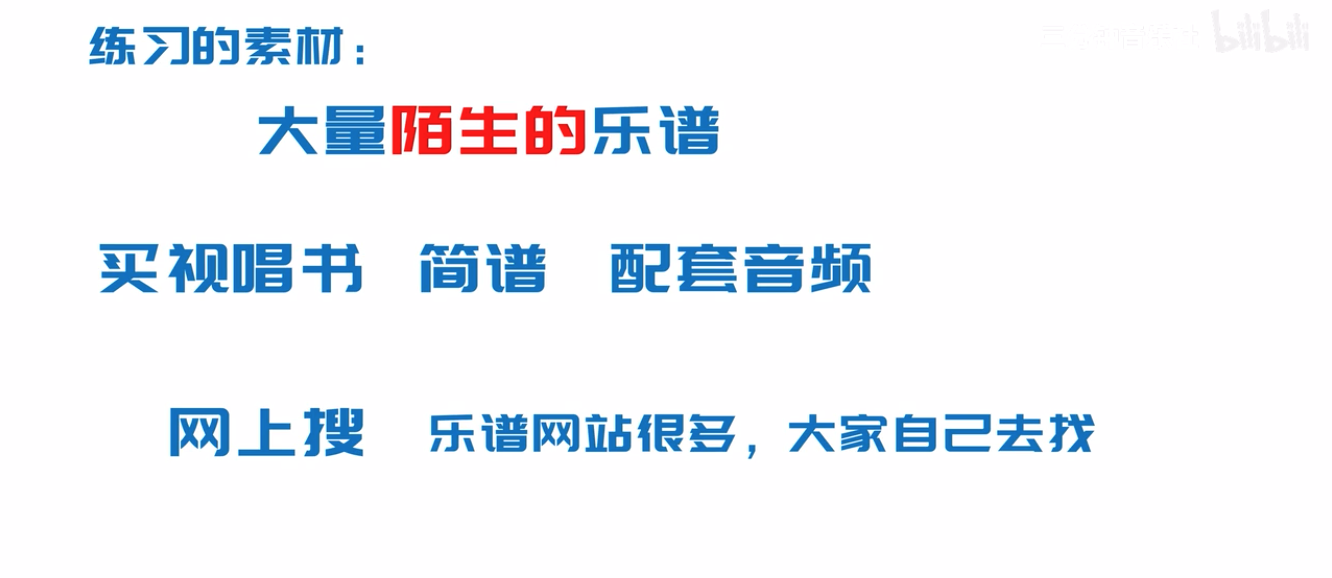 练习的素材：
bilibili
大量陌生的乐谱
买视唱书 简谱 配套音频
网上搜 乐谱网站很多，大家自己去找